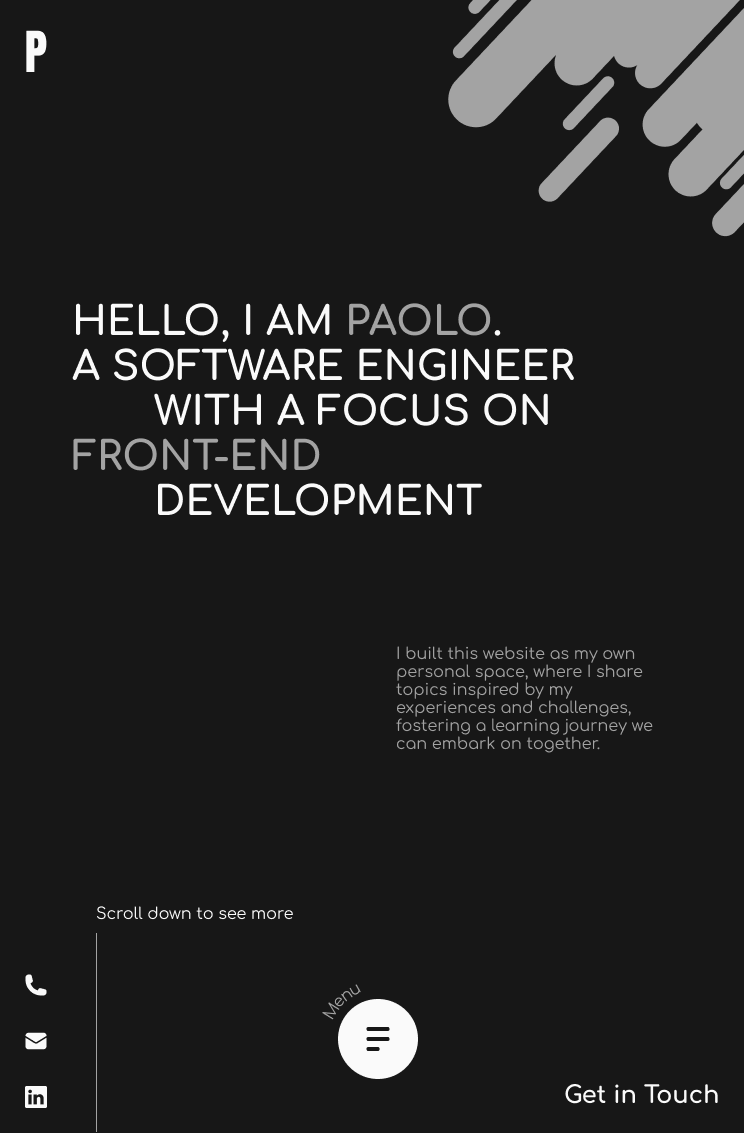 P
HELLO, I AM PAOLO.
A SOFTWARE ENGINEER
WITH A FOCUS ON
FRONT-END
DEVELOPMENT
I built this website as my own
personal space, where I share
topics inspired by my
experiences and challenges,
fostering a learning journey we
can embark on together.
Scroll down to see more
Menu
in
Get in Touch